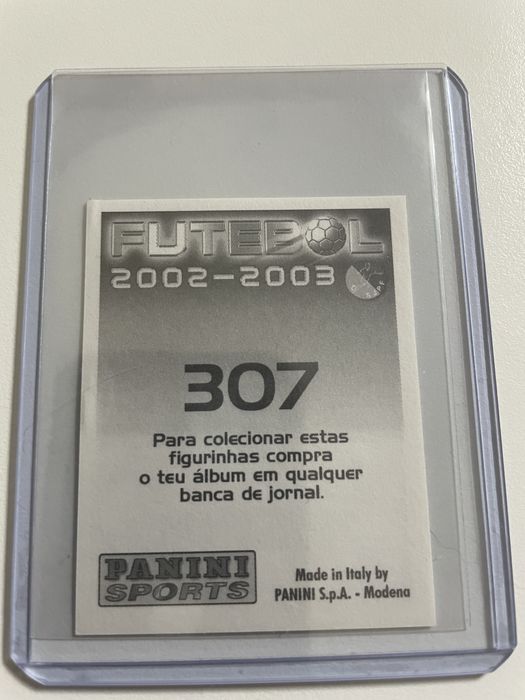 FUTEBOL
2002-2003
307
Para colecionar estas
figurinhas compra
o teu álbum em qualquer
banca de jornal.
PANINI
SPORTS
Made in Italy by
PANINI S.p.A. - Modena